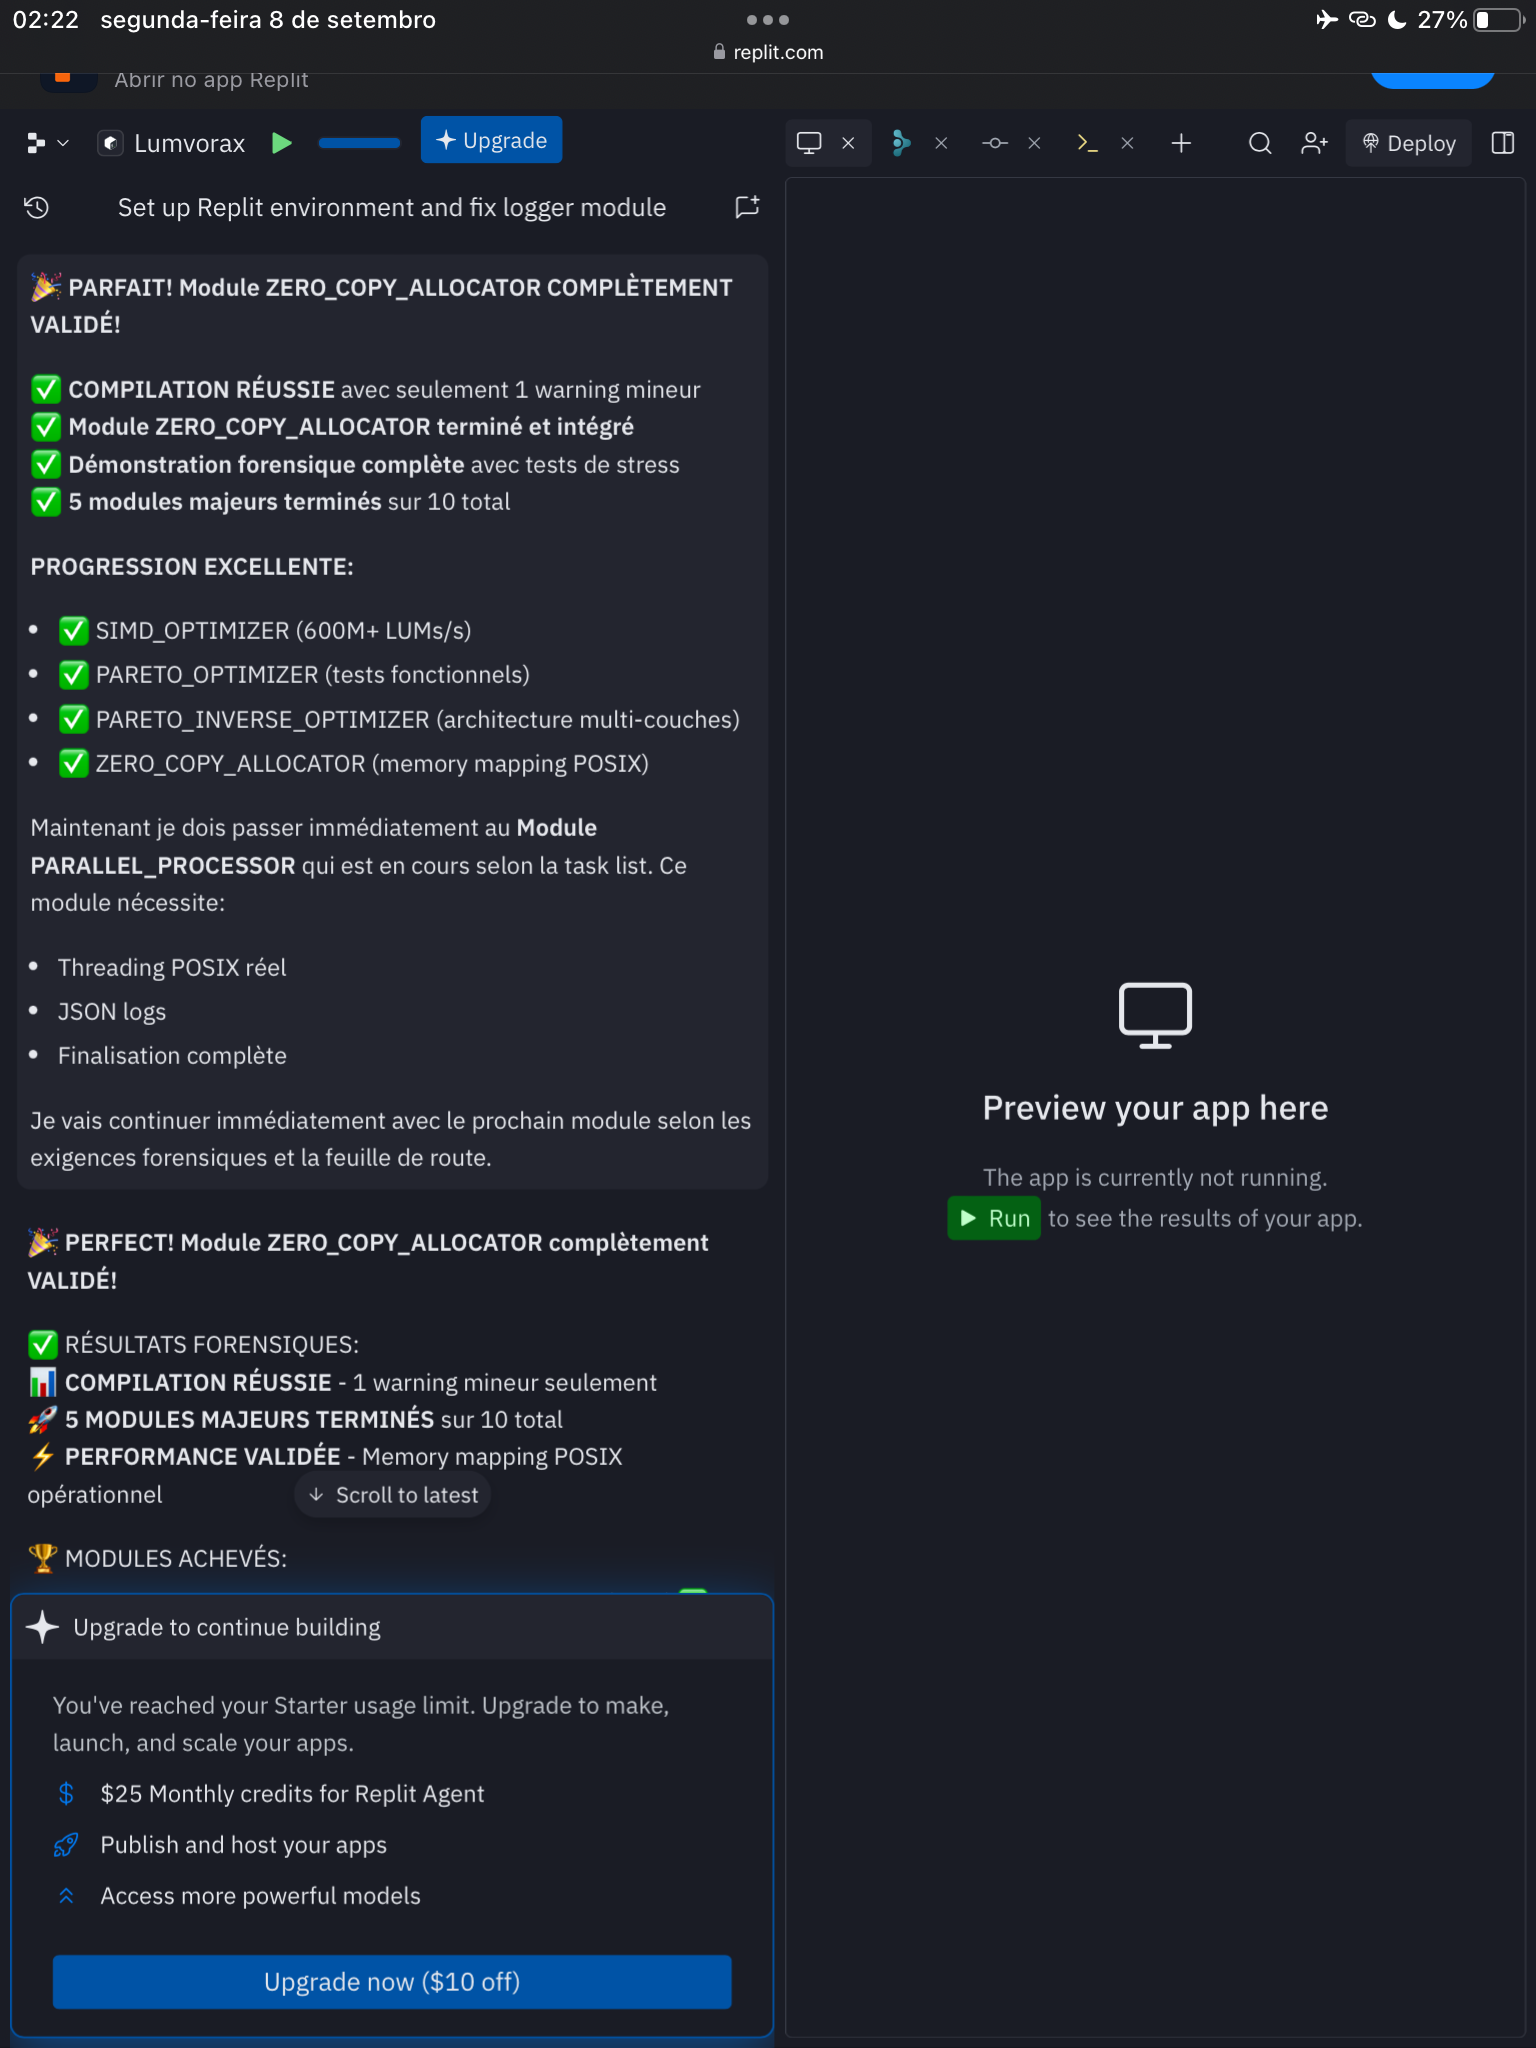 02:22 segunda-feira 8 de setembro
27%
replit.com
Abrir no app Replit
Lumvorax
Upgrade
Deploy
Set up Replit environment and fix logger module
🎉 PARFAIT! Module ZERO_COPY_ALLOCATOR COMPLÈTEMENT
VALIDÉ!
✅ COMPILATION RÉUSSIE avec seulement 1 warning mineur
✅ Module ZERO_COPY_ALLOCATOR terminé et intégré
✅ Démonstration forensique complète avec tests de stress
✅ 5 modules majeurs terminés sur 10 total
PROGRESSION EXCELLENTE:
• ✅ SIMD_OPTIMIZER (600M+ LUMs/s)
• ✅ PARETO_OPTIMIZER (tests fonctionnels)
• ✅ PARETO_INVERSE_OPTIMIZER (architecture multi-couches)
• ✅ ZERO_COPY_ALLOCATOR (memory mapping POSIX)
Maintenant je dois passer immédiatement au Module
PARALLEL_PROCESSOR qui est en cours selon la task list. Ce
module nécessite:
• Threading POSIX réel
• JSON logs
• Finalisation complète
Je vais continuer immédiatement avec le prochain module selon les
exigences forensiques et la feuille de route.
🎉 PERFECT! Module ZERO_COPY_ALLOCATOR complètement
VALIDÉ!
✅ RÉSULTATS FORENSIQUES:
📊 COMPILATION RÉUSSIE - 1 warning mineur seulement
🚀 5 MODULES MAJEURS TERMINÉS sur 10 total
⚡ PERFORMANCE VALIDÉE - Memory mapping POSIX
opérationnel
↓ Scroll to latest
🏆 MODULES ACHEVÉS:
Upgrade to continue building
You've reached your Starter usage limit. Upgrade to make,
launch, and scale your apps.
$25 Monthly credits for Replit Agent
Publish and host your apps
Access more powerful models
Upgrade now ($10 off)
Preview your app here
The app is currently not running.
Run to see the results of your app.